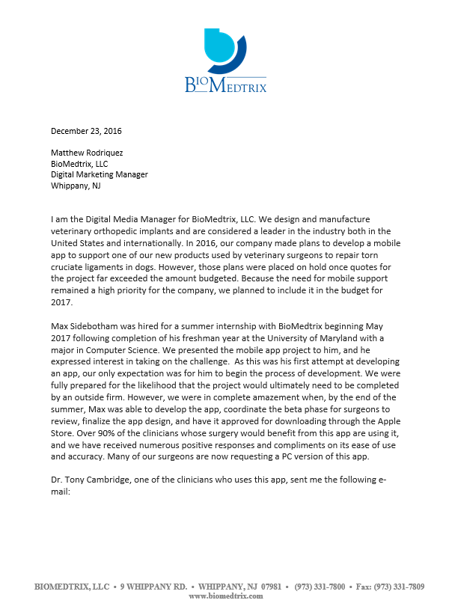 BIOMEDTRIX
December 23, 2016
Matthew Rodriquez
BioMedtrix, LLC
Digital Marketing Manager
Whippany, NJ
I am the Digital Media Manager for BioMedtrix, LLC. We design and manufacture
veterinary orthopedic implants and are considered a leader in the industry both in the
United States and internationally. In 2016, our company made plans to develop a mobile
app to support one of our new products used by veterinary surgeons to repair torn
cruciate ligaments in dogs. However, those plans were placed on hold once quotes for
the project far exceeded the amount budgeted. Because the need for mobile support
remained a high priority for the company, we planned to include it in the budget for
2017.
Max Sidebotham was hired for a summer internship with BioMedtrix beginning May
2017 following completion of his freshman year at the University of Maryland with a
major in Computer Science. We presented the mobile app project to him, and he
expressed interest in taking on the challenge. As this was his first attempt at developing
an app, our only expectation was for him to begin the process of development. We were
fully prepared for the likelihood that the project would ultimately need to be completed
by an outside firm. However, we were in complete amazement when, by the end of the
summer, Max was able to develop the app, coordinate the beta phase for surgeons to
review, finalize the app design, and have it approved for downloading through the Apple
Store. Over 90% of the clinicians whose surgery would benefit from this app are using it,
and we have received numerous positive responses and compliments on its ease of use
and accuracy. Many of our surgeons are now requesting a PC version of this app.
Dr. Tony Cambridge, one of the clinicians who uses this app, sent me the following e-
mail:
BIOMEDTRIX, LLC • 9 WHIPPANY RD. • WHIPPANY, NJ 07981 • (973) 331-7800 • Fax: (973) 331-7809
www.biomedtrix.com